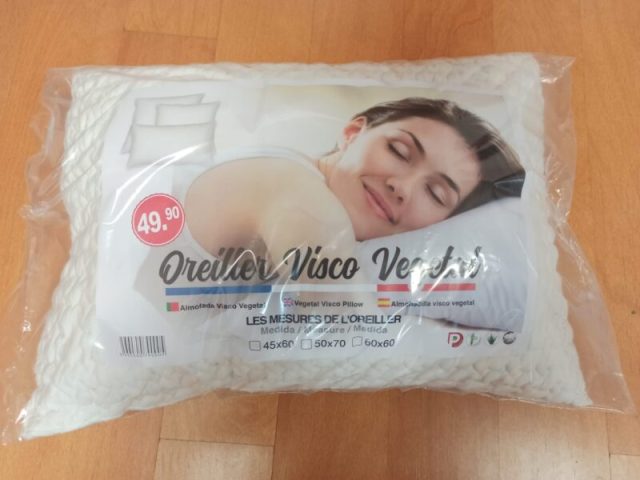 49.90
Oreiller Visco Vegetal
Almofada Visco Vegetal
Vegetal Visco Pillow
Almohadilla visco vegetal
LES MESURES DE L'OREILLER
Medida / Measure / Medida
45x60 50x70 60x60